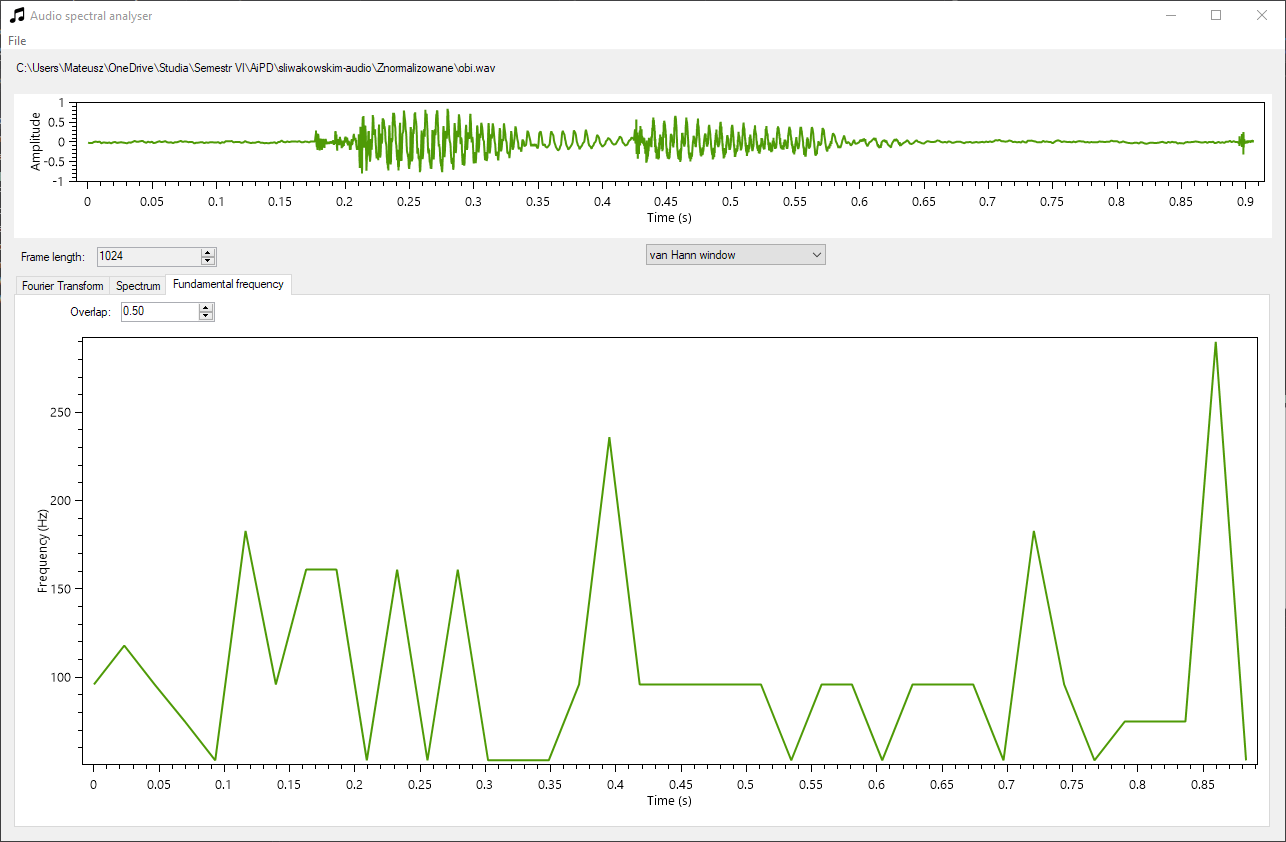 Audio spectral analyser
File
C:\Users\Mateusz\OneDrive\Studia\Semestr VI\AiPD\sliwakowskim-audio\Znormalizowane\obi.wav
Amplitude
1
0.5
0
-0.5
-1
0 0.05 0.1 0.15 0.2 0.25 0.3 0.35 0.4 0.45 0.5 0.55 0.6 0.65 0.7 0.75 0.8 0.85 0.9
Time (s)
Frame length: 1024 van Hann window
Fourier Transform Spectrum Fundamental frequency
Overlap: 0.50
Frequency (Hz)
250
200
150
100
0 0.05 0.1 0.15 0.2 0.25 0.3 0.35 0.4 0.45 0.5 0.55 0.6 0.65 0.7 0.75 0.8 0.85
Time (s)